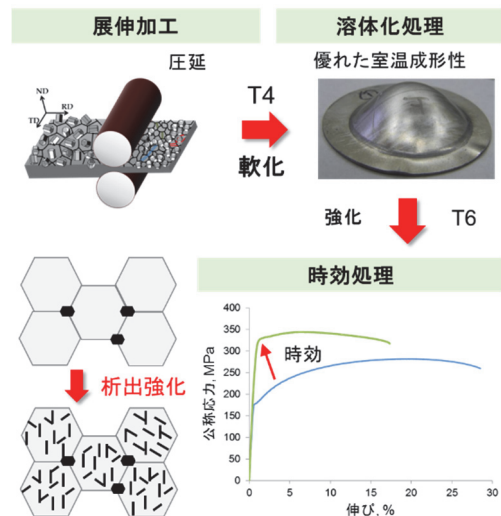 展伸加工
溶体化処理
圧延
ND
RD
TD
T4
軟化
優れた室温成形性
強化
T6
時効処理
析出強化
公称応力, MPa
400
350
300
250
200
150
100
50
0
時効
0 5 10 15 20 25 30
伸び, %